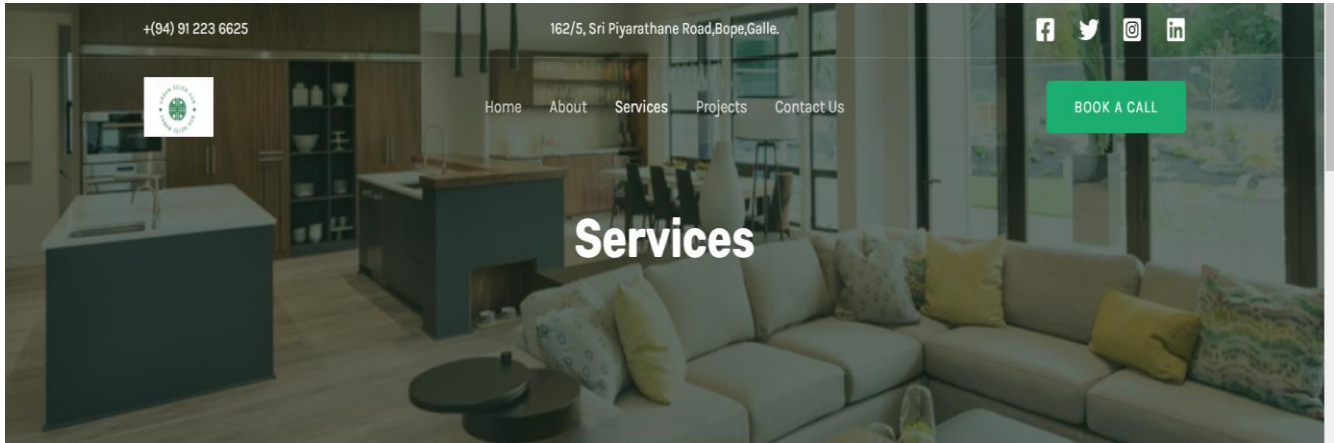 +(94) 91 223 6625
162/5, Sri Piyarathane Road,Bope,Galle.
Home About Services Projects Contact Us
BOOK A CALL
Services